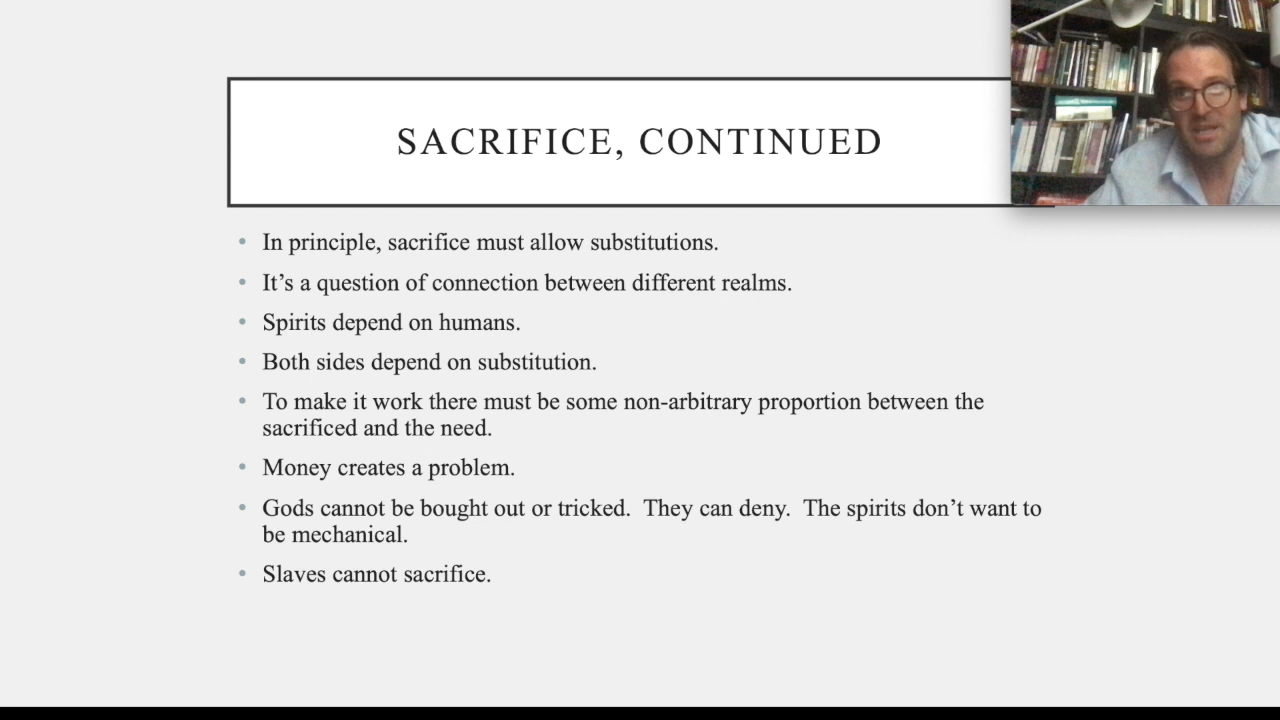 SACRIFICE, CONTINUED
• In principle, sacrifice must allow substitutions.
• It’s a question of connection between different realms.
• Spirits depend on humans.
• Both sides depend on substitution.
• To make it work there must be some non-arbitrary proportion between the
sacrificed and the need.
• Money creates a problem.
• Gods cannot be bought out or tricked.  They can deny.  The spirits don’t want to
be mechanical.
• Slaves cannot sacrifice.